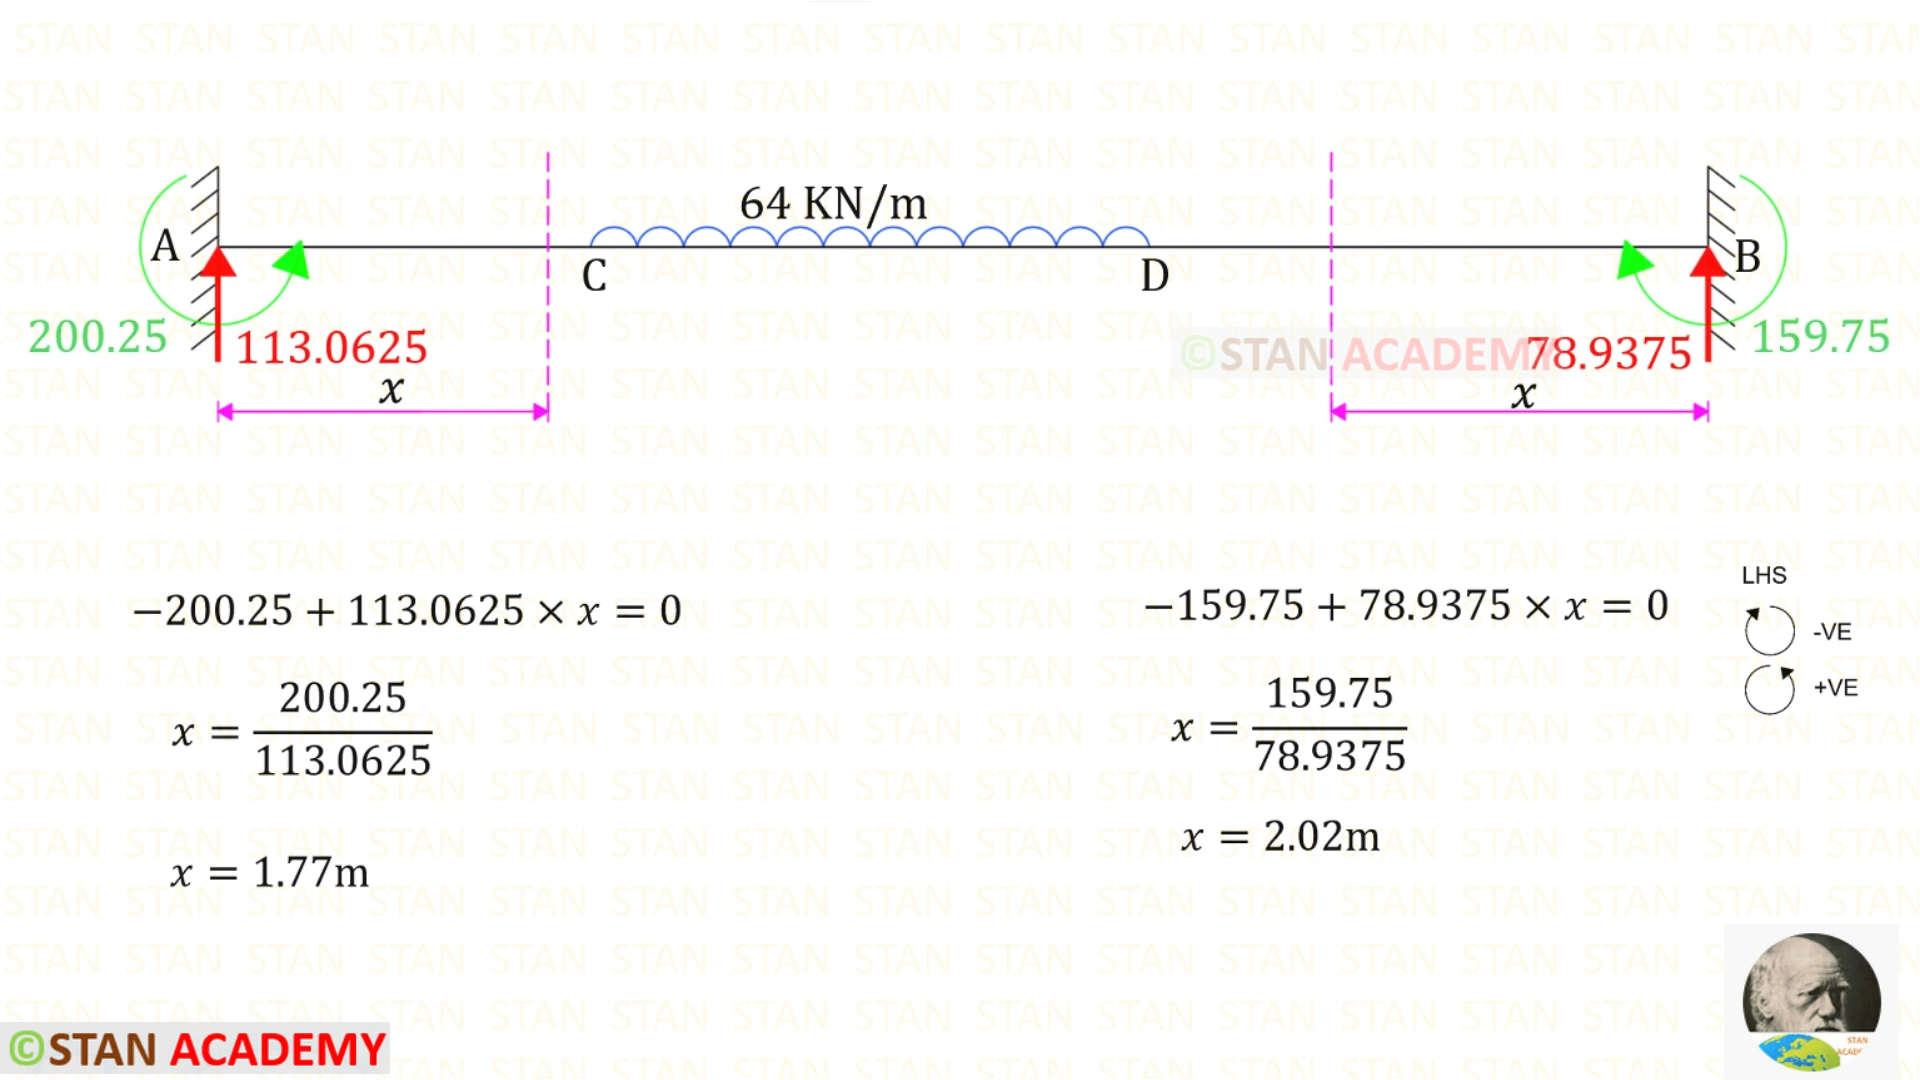 64 KN/m
A
B
C
D
200.25
113.0625
©STAN ACADEMY
78.9375
159.75
x
x
−200.25 + 113.0625 × x = 0
x = 200.25
113.0625
x = 1.77m
−159.75 + 78.9375 × x = 0
x = 159.75
78.9375
x = 2.02m
LHS
-VE
+VE
©STAN ACADEMY
STAN